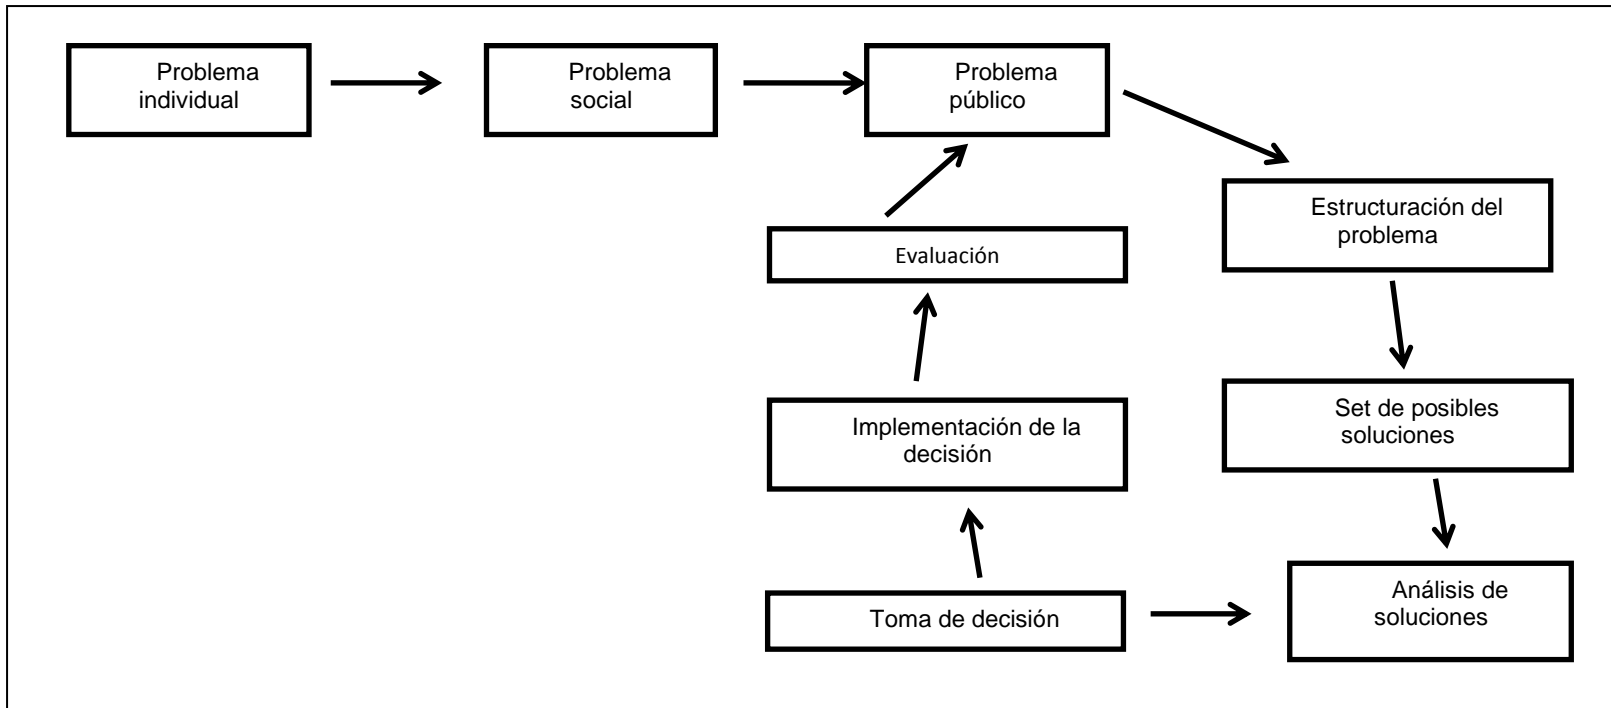 Problema
individual
Problema
social
Problema
público
Estructuración del
problema
Evaluación
Set de posibles
soluciones
Implementación de la
decisión
Análisis de
soluciones
Toma de decisión